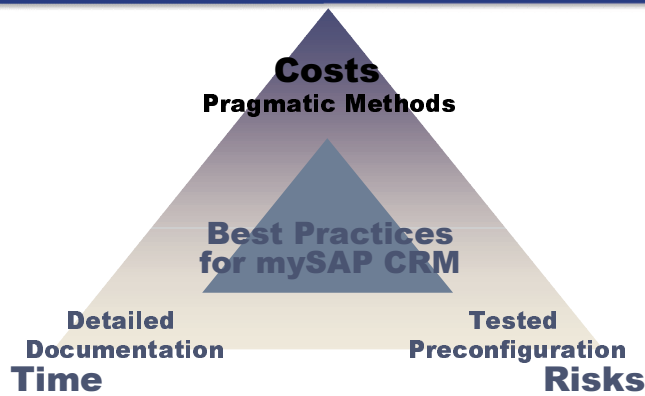 Costs
Pragmatic Methods
Best Practices
for mySAP CRM
Detailed
Documentation
Time
Tested
Preconfiguration
Risks